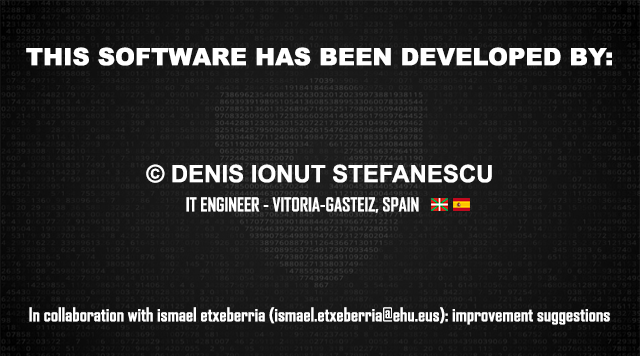 THIS SOFTWARE HAS BEEN DEVELOPED BY:
© DENIS IONUT STEFANESCU
IT ENGINEER - VITORIA-GASTEIZ, SPAIN
In collaboration with ismael etxeberria (ismael.etxeberria@ehu.eus): improvement suggestions